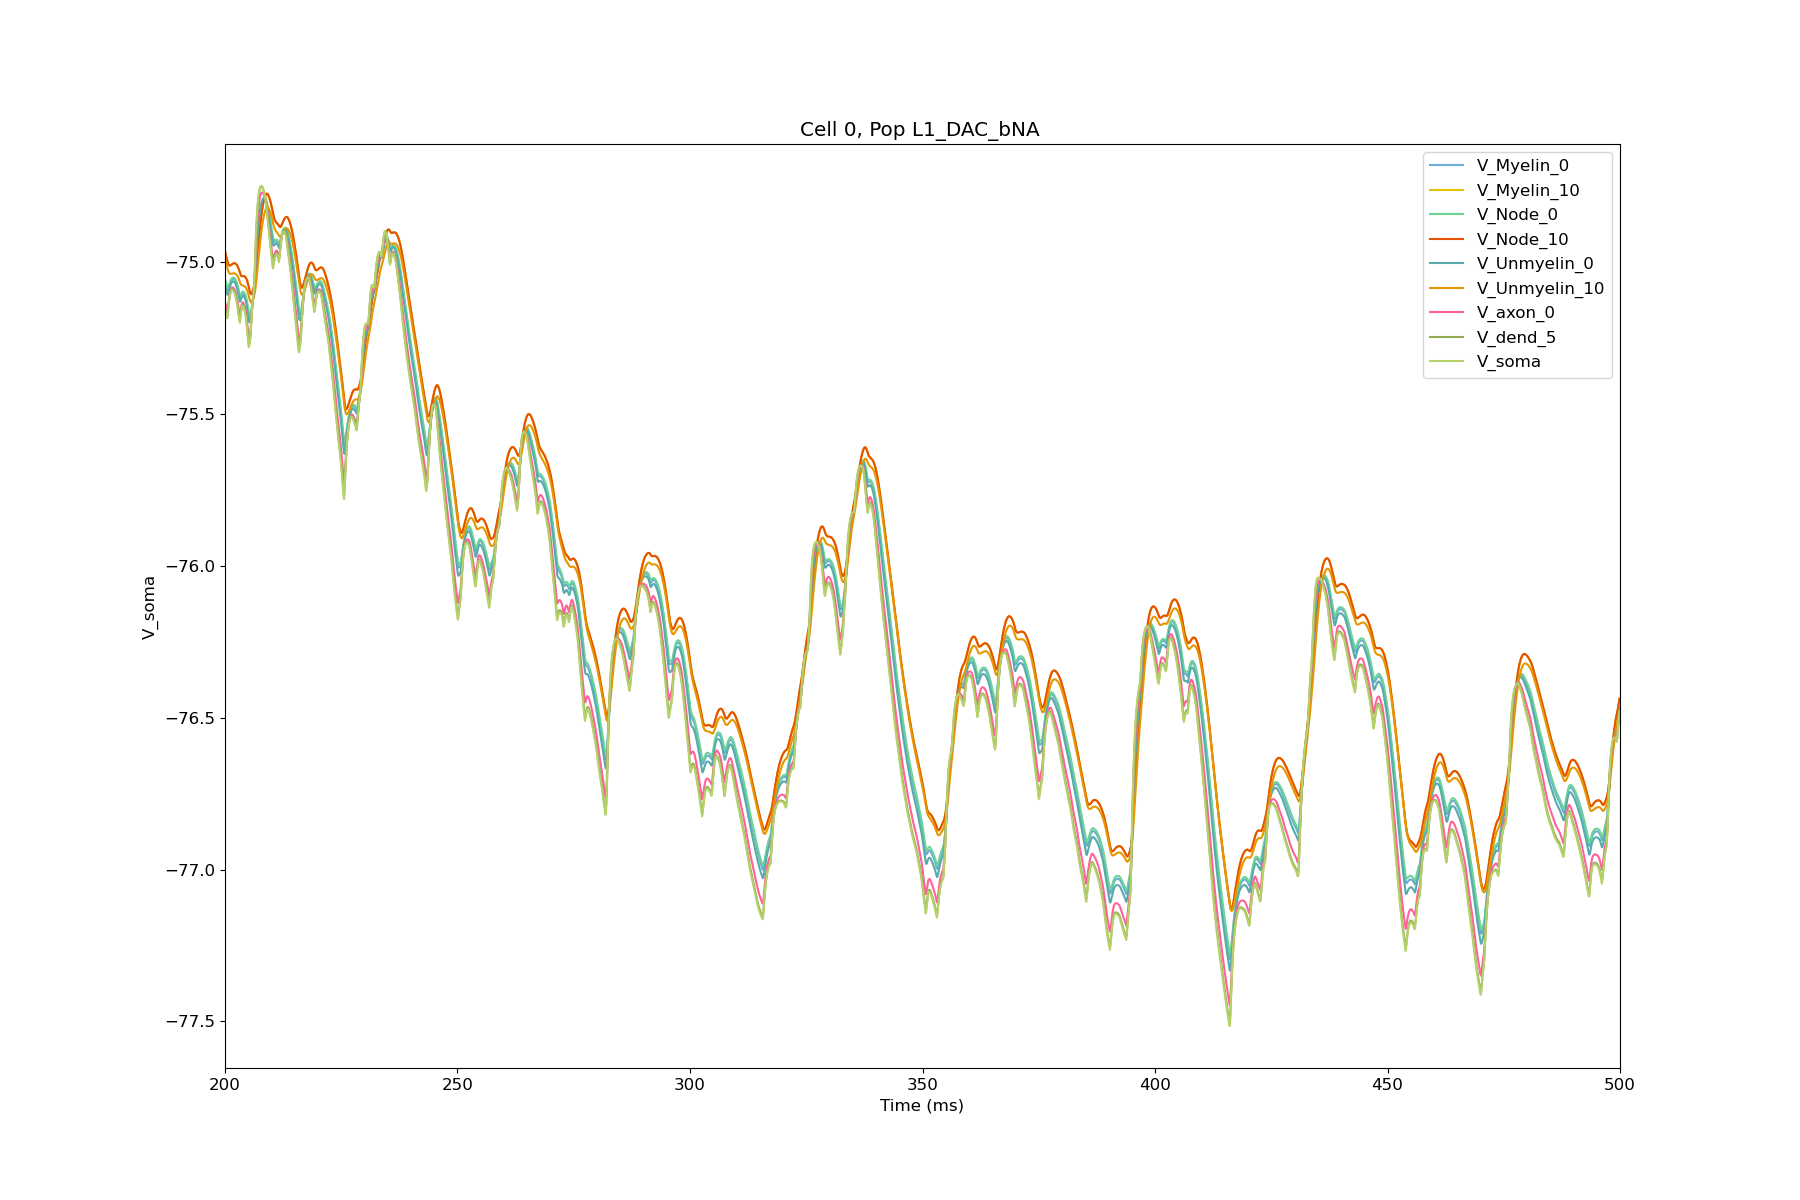 Cell 0, Pop L1_DAC_bNA
V_Myelin_0
V_Myelin_10
V_Node_0
V_Node_10
V_Unmyelin_0
V_Unmyelin_10
V_axon_0
V_dend_5
V_soma
−75.0
−75.5
−76.0
−76.5
−77.0
−77.5
V_soma
200
250
300
350
400
450
500
Time (ms)